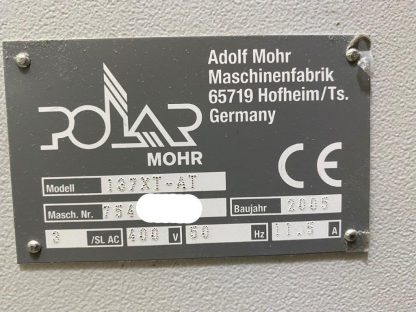 Adolf Mohr
Maschinenfabrik
65719 Hofheim/Ts.
Germany
POLAR
MOHR
CE
Modell 137XT-AT
Masch. Nr. 754 Baujahr 2005
3 /SL AC 400 V 50 Hz 11.5 A